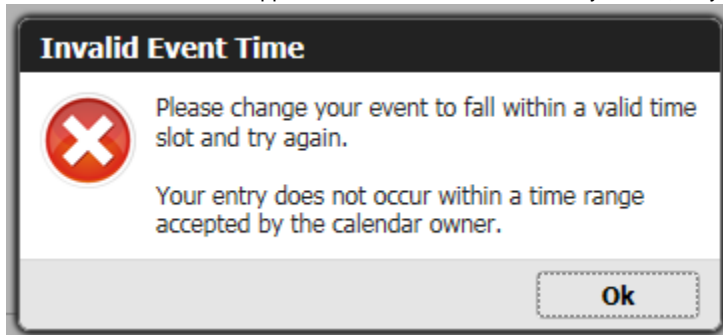 Invalid Event Time
Please change your event to fall within a valid time
slot and try again.
Your entry does not occur within a time range
accepted by the calendar owner.
Ok